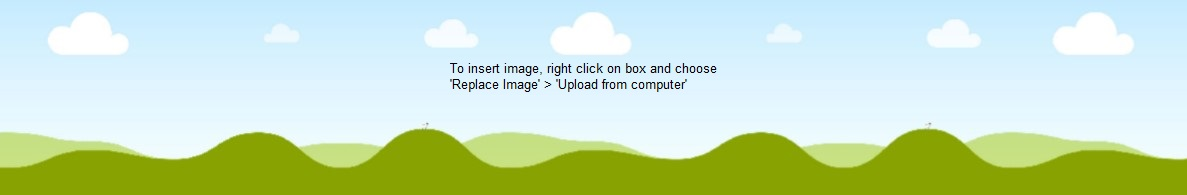 To insert image, right click on box and choose
'Replace Image' > 'Upload from computer'